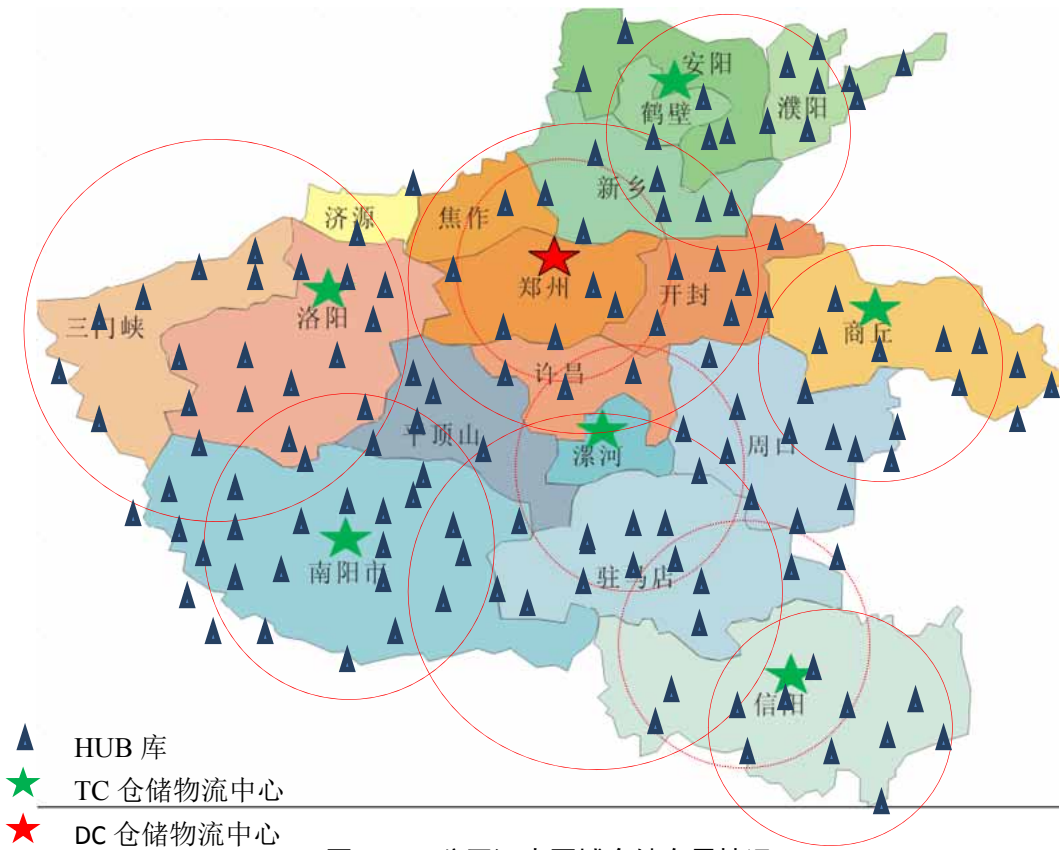 安阳
鹤壁
濮阳
新乡
济源
焦作
郑州
开封
三门峡
洛阳
商丘
许昌
平顶山
漯河
周口
南阳市
驻马店
信阳
HUB 库
TC 仓储物流中心
DC 仓储物流中心